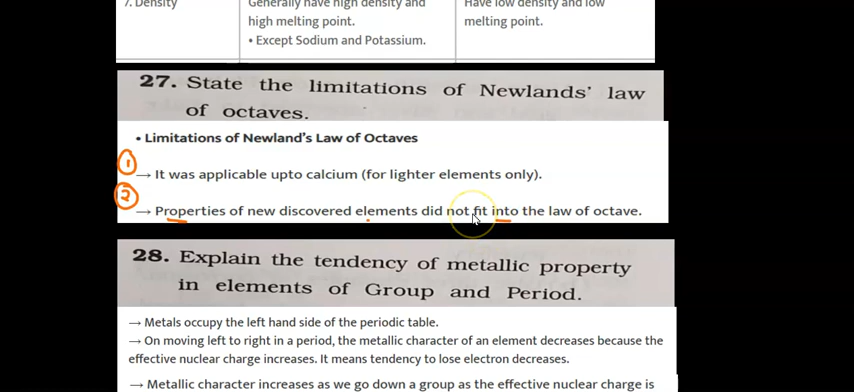 7. Density
Generally have high density and
high melting point.
• Except Sodium and Potassium.
Have low density and low
melting point.
27. State the limitations of Newlands' law
of octaves.
• Limitations of Newland's Law of Octaves
1
→ It was applicable upto calcium (for lighter elements only).
2
→ Properties of new discovered elements did not fit into the law of octave.
28. Explain the tendency of metallic property
in elements of Group and Period.
→ Metals occupy the left hand side of the periodic table.
→ On moving left to right in a period, the metallic character of an element decreases because the
effective nuclear charge increases. It means tendency to lose electron decreases.
→ Metallic character increases as we go down a group as the effective nuclear charge is